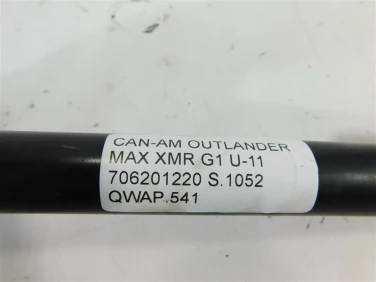 CAN-AM OUTLANDER
MAX XMR G1 U-11
706201220 S.1052
QWAP.541